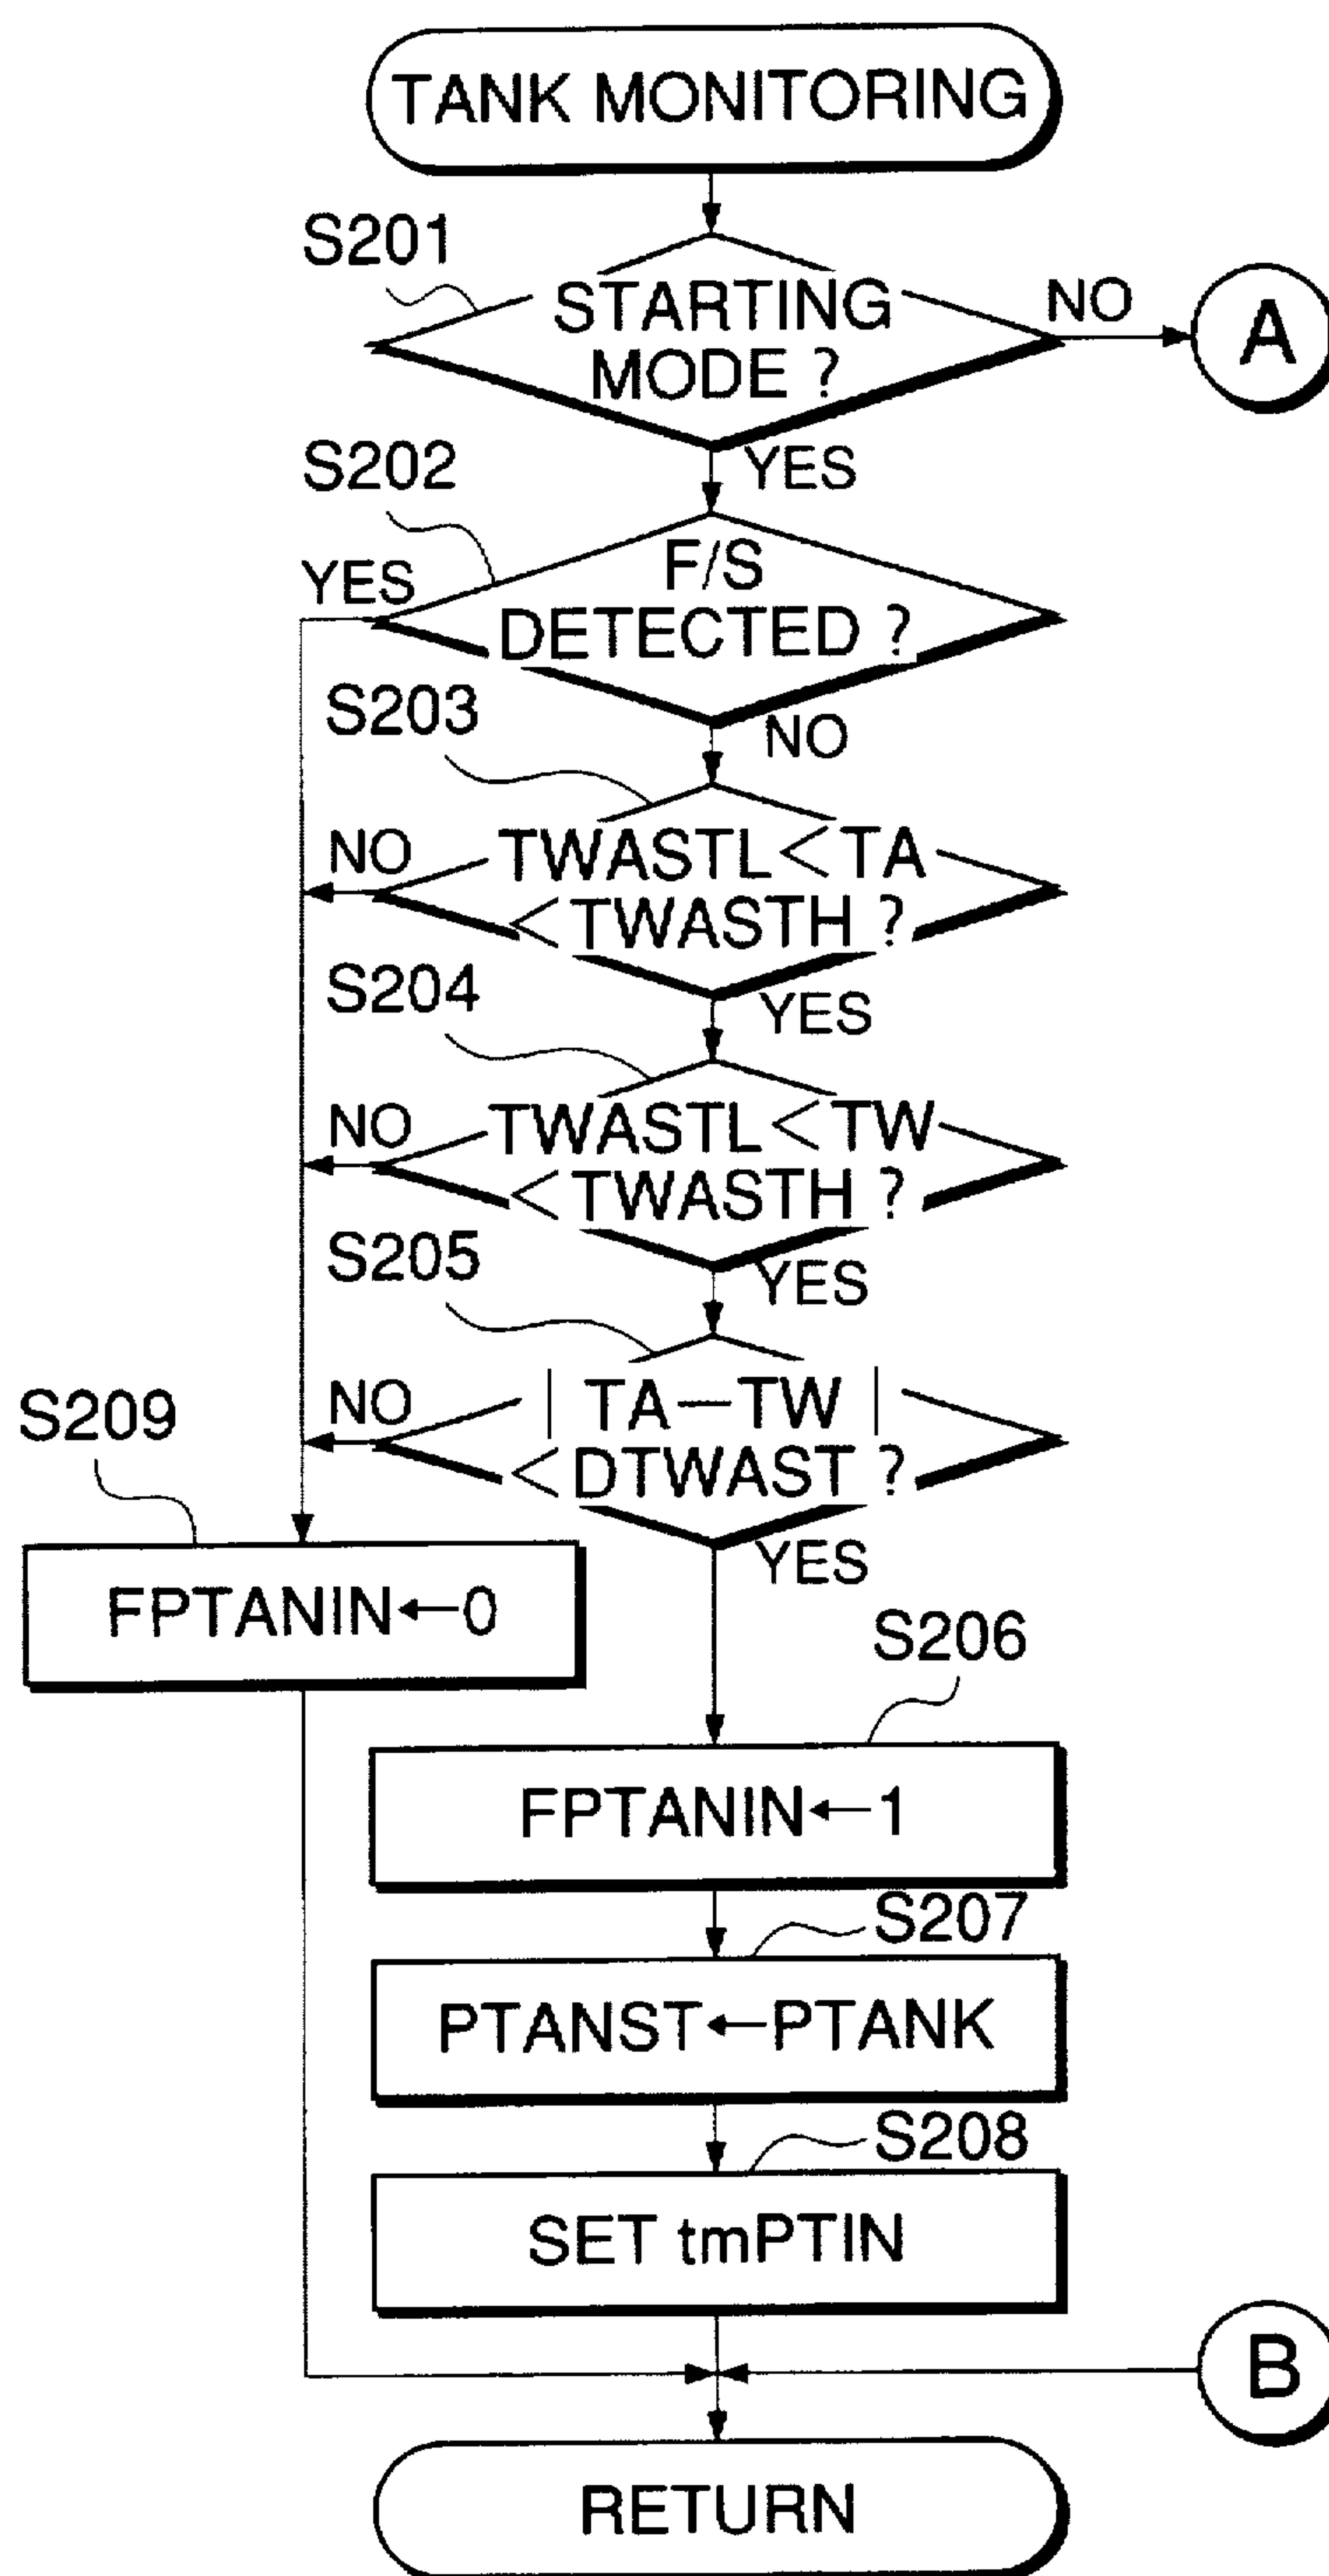 TANK MONITORING
S201
STARTING
MODE ?
NO
A
YES
S202
F/S
DETECTED ?
YES
NO
S203
TWASTL<TA
<TWASTH ?
NO
YES
S204
TWASTL<TW
<TWASTH ?
NO
YES
S205
| TA－TW |
<DTWAST ?
NO
YES
S209
FPTANIN←0
S206
FPTANIN←1
S207
PTANST←PTANK
S208
SET tmPTIN
B
RETURN